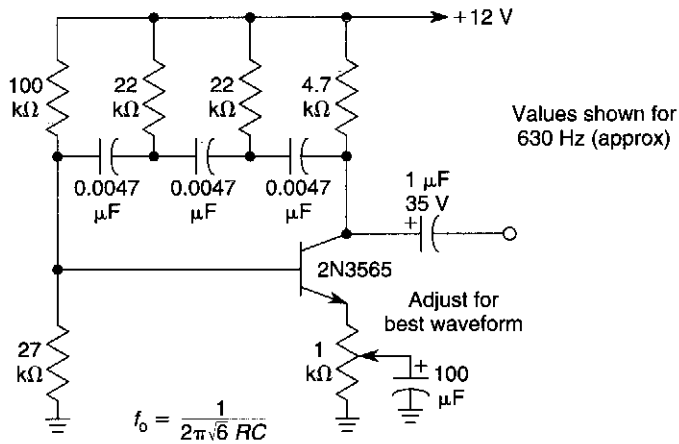 +12 V
100
kΩ
22
kΩ
22
kΩ
4.7
kΩ
Values shown for
630 Hz (approx)
0.0047
μF
0.0047
μF
0.0047
μF
1 μF
35 V
+
2N3565
Adjust for
best waveform
27
kΩ
1
kΩ
+
100
μF
f₀ = 1 / 2π√6 RC